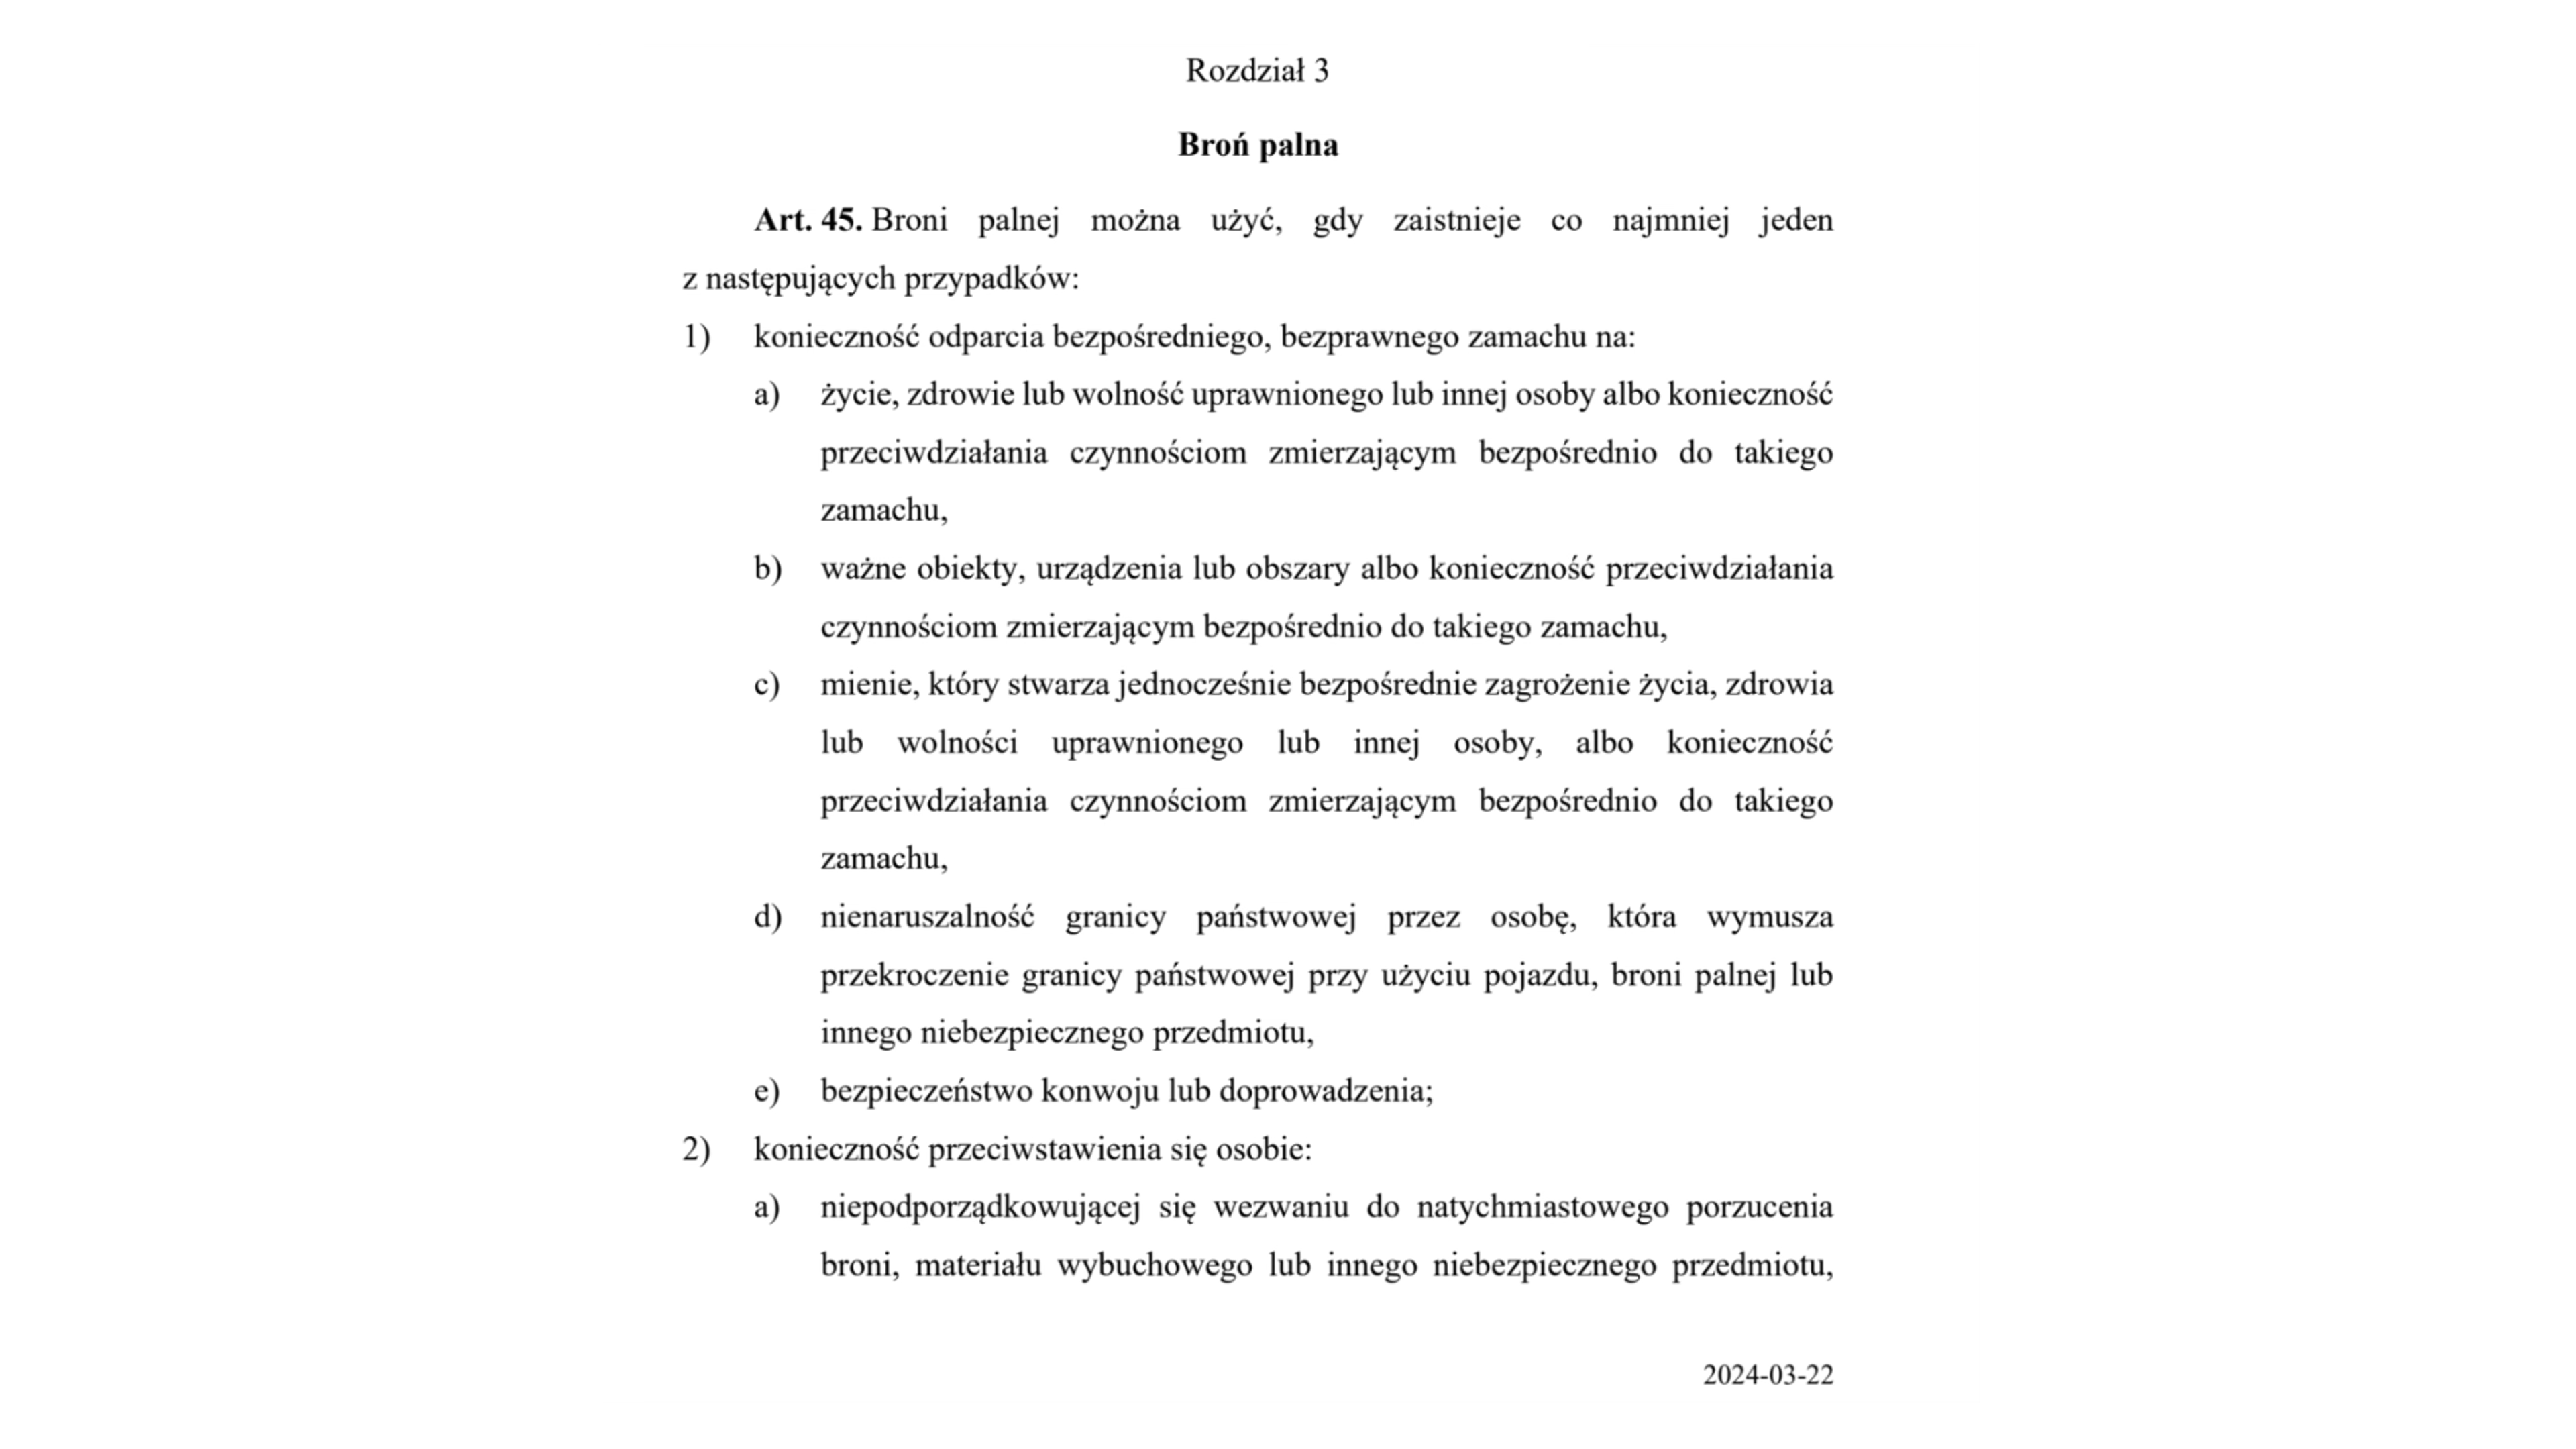 Rozdział 3
Broń palna
Art. 45. Broni palnej można użyć, gdy zaistnieje co najmniej jeden
z następujących przypadków:
1) konieczność odparcia bezpośredniego, bezprawnego zamachu na:
a) życie, zdrowie lub wolność uprawnionego lub innej osoby albo konieczność
przeciwdziałania czynnościom zmierzającym bezpośrednio do takiego
zamachu,
b) ważne obiekty, urządzenia lub obszary albo konieczność przeciwdziałania
czynnościom zmierzającym bezpośrednio do takiego zamachu,
c) mienie, który stwarza jednocześnie bezpośrednie zagrożenie życia, zdrowia
lub wolności uprawnionego lub innej osoby, albo konieczność
przeciwdziałania czynnościom zmierzającym bezpośrednio do takiego
zamachu,
d) nienaruszalność granicy państwowej przez osobę, która wymusza
przekroczenie granicy państwowej przy użyciu pojazdu, broni palnej lub
innego niebezpiecznego przedmiotu,
e) bezpieczeństwo konwoju lub doprowadzenia;
2) konieczność przeciwstawienia się osobie:
a) niepodporządkowującej się wezwaniu do natychmiastowego porzucenia
broni, materiału wybuchowego lub innego niebezpiecznego przedmiotu,
2024-03-22